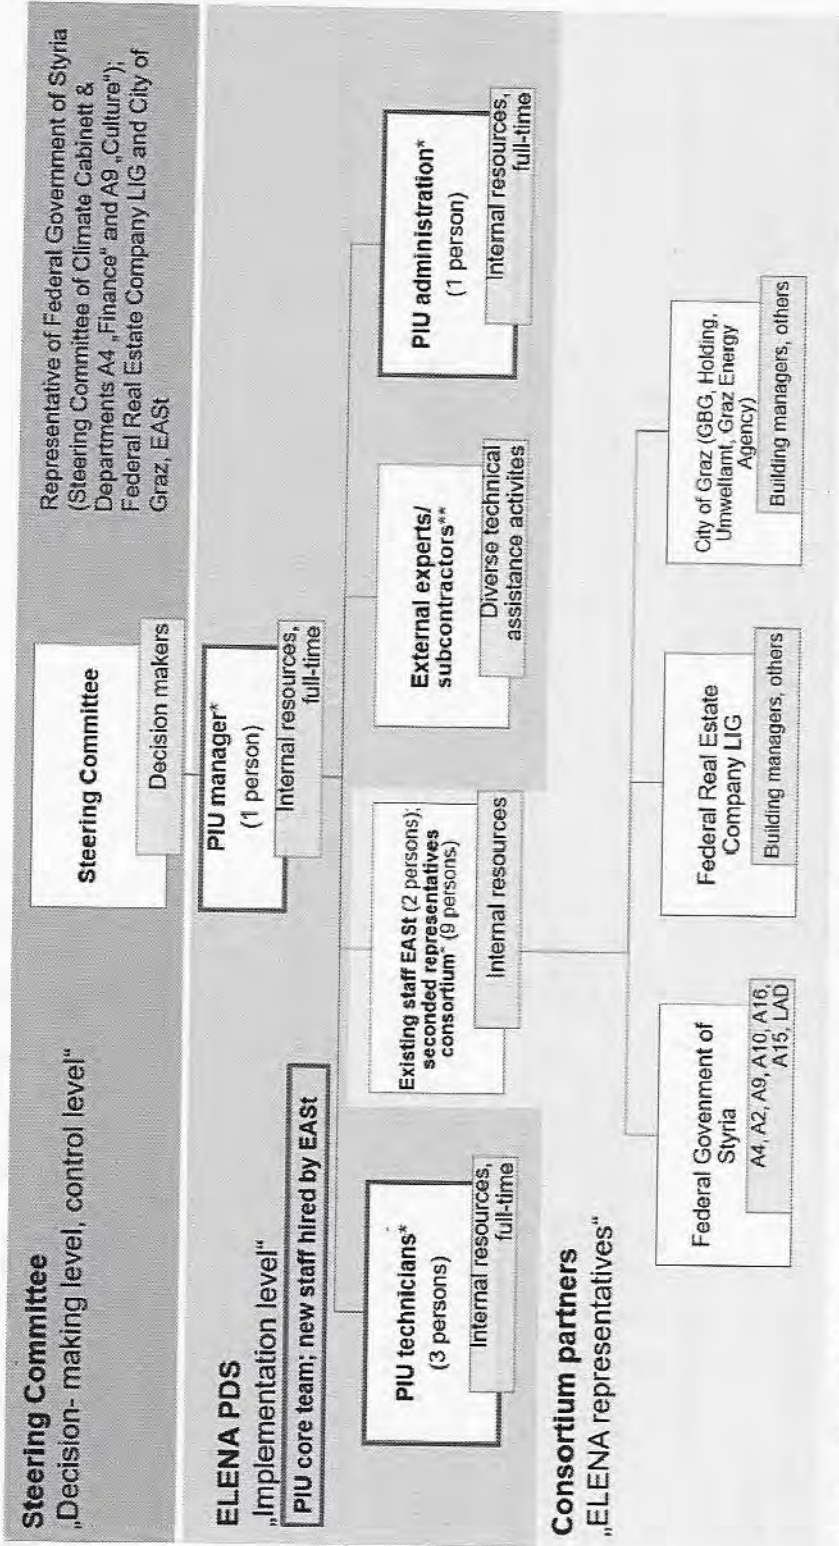 Steering Committee
„Decision- making level, control level“
Steering Committee
Decision makers
Representative of Federal Government of Styria
(Steering Committee of Climate Cabinett &
Departments A4 „Finance“ and A9 „Culture“);
Federal Real Estate Company LIG and City of
Graz, EASt
ELENA PDS
„Implementation level“
PIU core team; new staff hired by EASt
PIU manager*
(1 person)
Internal resources,
full-time
PIU technicians*
(3 persons)
Internal resources,
full-time
Existing staff EASt (2 persons);
seconded representatives
consortium* (9 persons)
Internal resources
External experts/
subcontractors**
Diverse technical
assistance activites
PIU administration*
(1 person)
Internal resources,
full-time
Consortium partners
„ELENA representatives“
Federal Govenment of
Styria
A4, A2, A9, A10, A16,
A15, LAD
Federal Real Estate
Company LIG
Building managers, others
City of Graz (GBG, Holding,
Umweltamt, Graz Energy
Agency)
Building managers, others